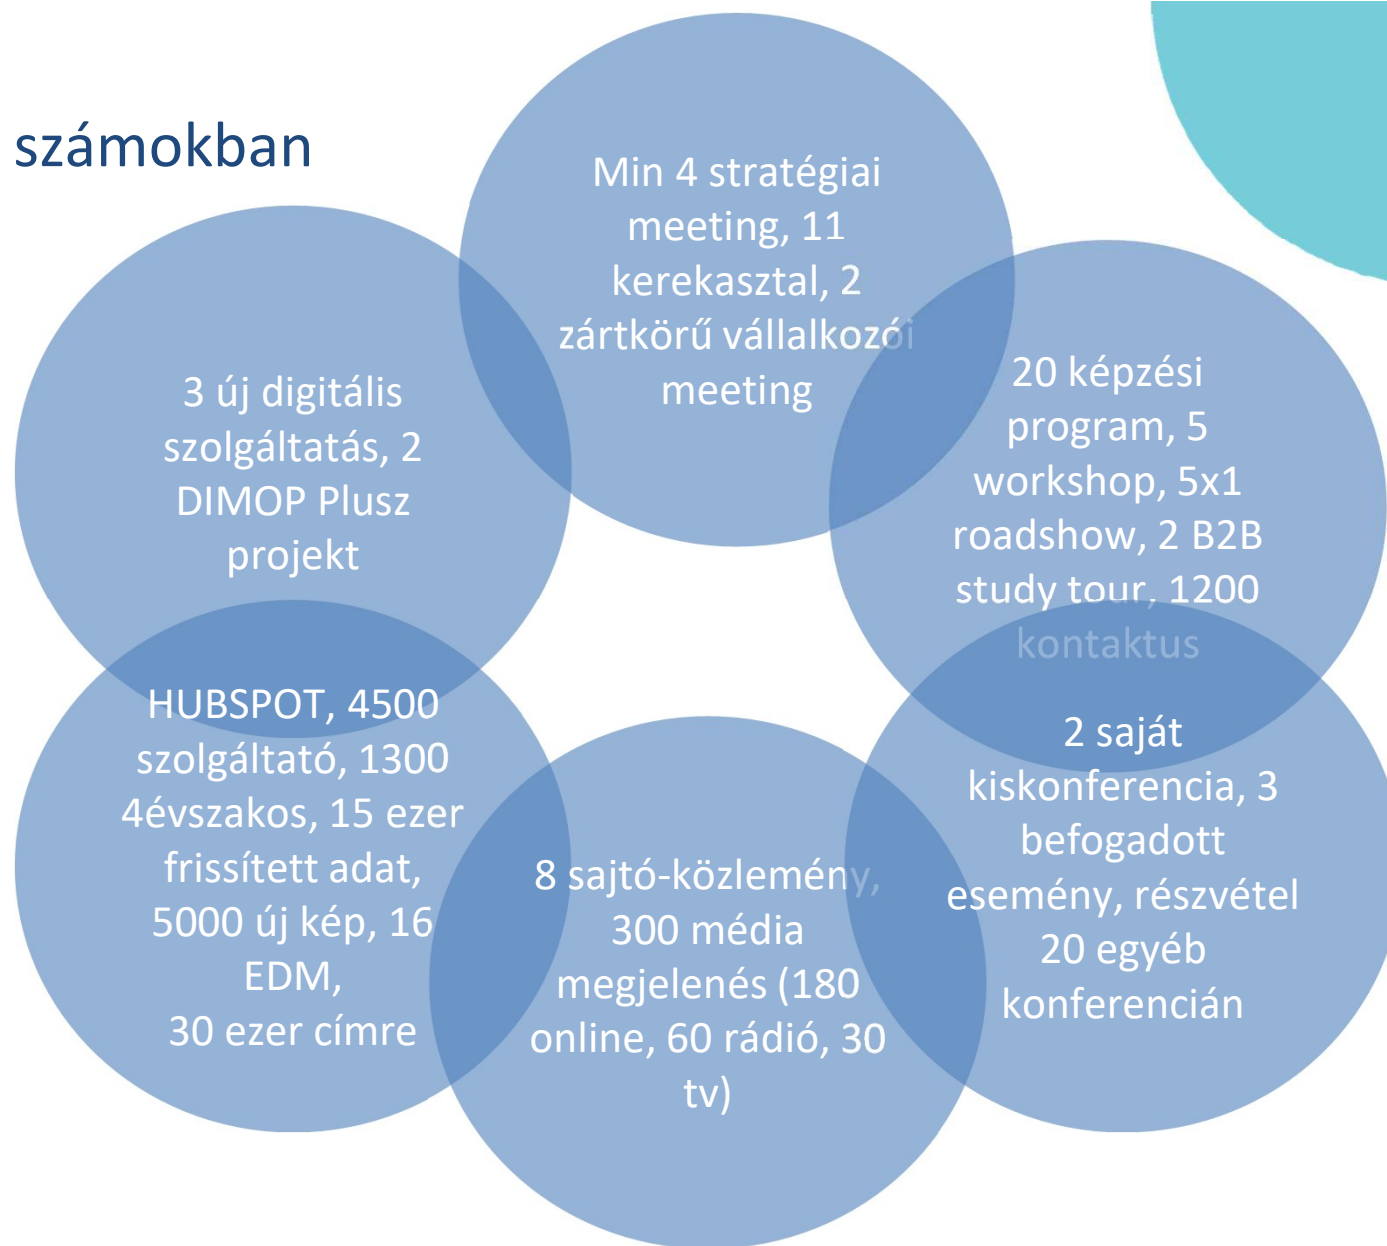 számokban
Min 4 stratégiai
meeting, 11
kerekasztal, 2
zártkörű vállalkozói
meeting
20 képzési
program, 5
workshop, 5x1
roadshow, 2 B2B
study tour, 1200
kontaktus
2 saját
kiskonferencia, 3
befogadott
esemény, részvétel
20 egyéb
konferencián
8 sajtó-közlemény,
300 média
megjelenés (180
online, 60 rádió, 30
tv)
HUBSPOT, 4500
szolgáltató, 1300
4évszakos, 15 ezer
frissített adat,
5000 új kép, 16
EDM,
30 ezer címre
3 új digitális
szolgáltatás, 2
DIMOP Plusz
projekt